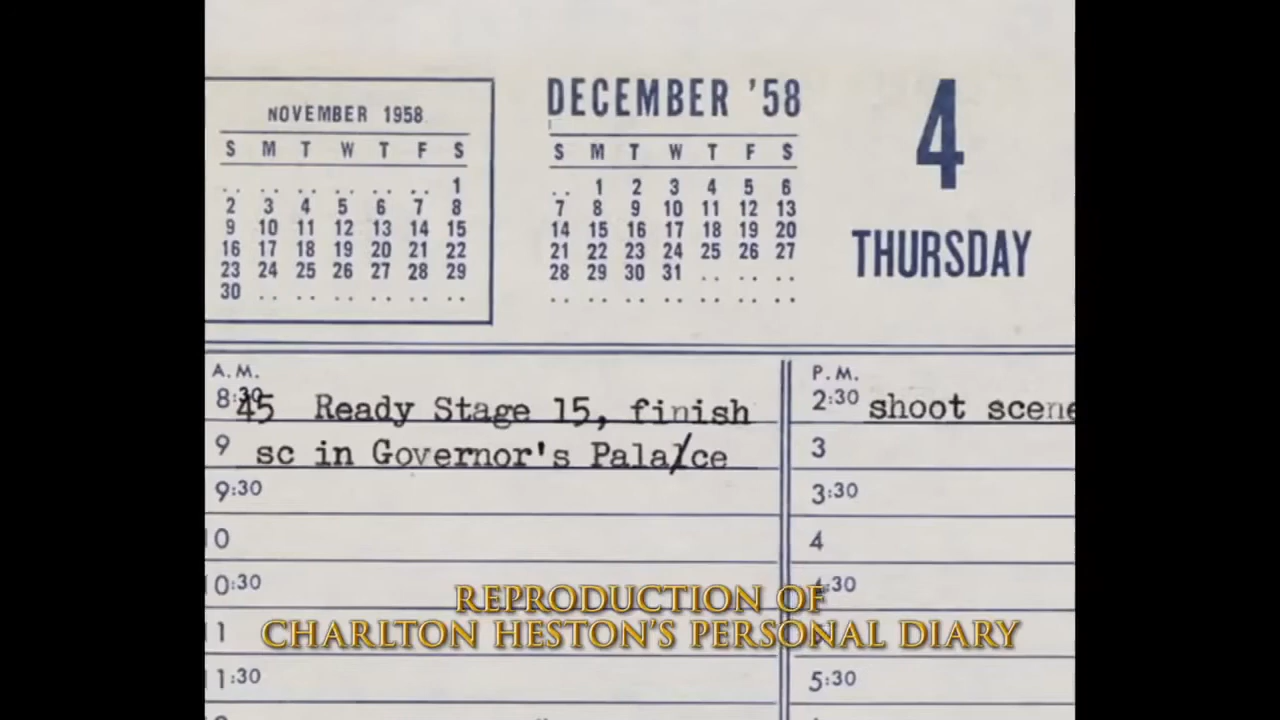 NOVEMBER 1958
S M T W T F S
.. .. .. .. .. .. 1
2 3 4 5 6 7 8
9 10 11 12 13 14 15
16 17 18 19 20 21 22
23 24 25 26 27 28 29
30 .. .. .. .. .. ..
DECEMBER '58
S M T W T F S
.. 1 2 3 4 5 6
7 8 9 10 11 12 13
14 15 16 17 18 19 20
21 22 23 24 25 26 27
28 29 30 31 .. .. ..
.. .. .. .. .. .. ..
4
THURSDAY
A.M.
8:30 45 Ready Stage 15, finish
9 sc in Governor's Palace
9:30
10
10:30
11
11:30
P.M.
2:30 shoot scene
3
3:30
4
4:30
5:30
REPRODUCTION OF
CHARLTON HESTON'S PERSONAL DIARY